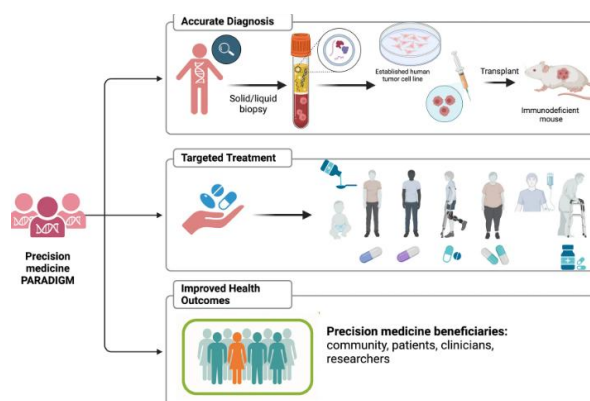 Accurate Diagnosis
Solid/liquid
biopsy
Established human
tumor cell line
Transplant
Immunodeficient
mouse
Targeted Treatment
Precision
medicine
PARADIGM
Improved Health
Outcomes
Precision medicine beneficiaries:
community, patients, clinicians,
researchers